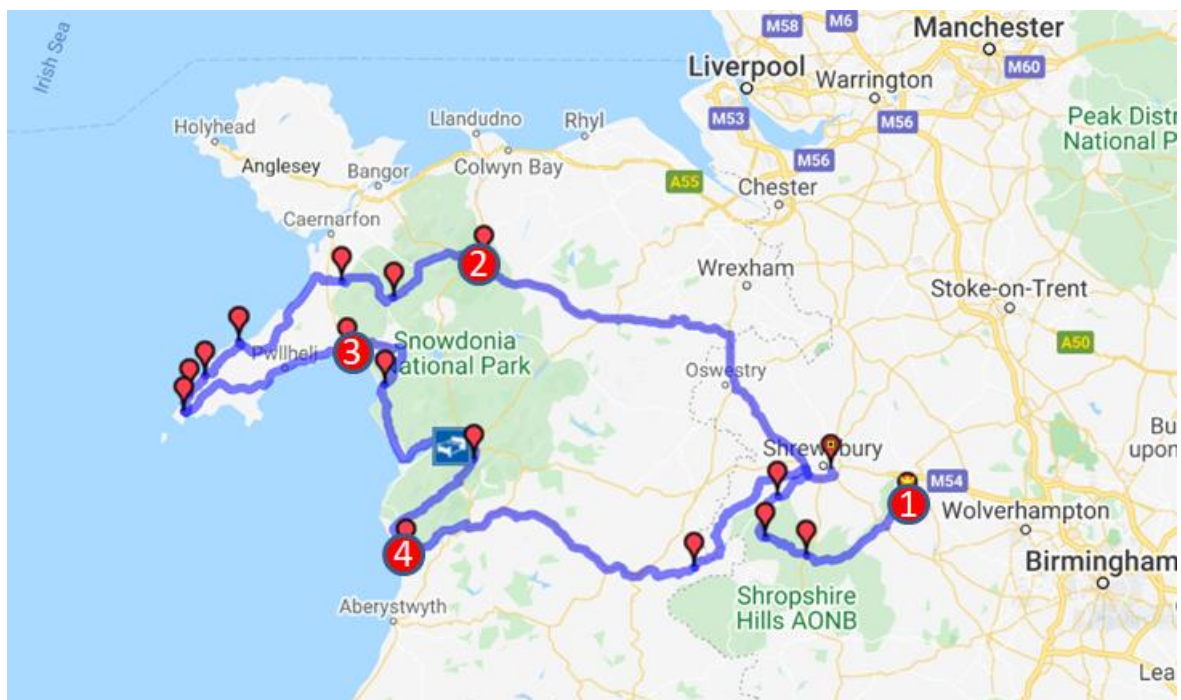 Irish Sea
M58
M6
Manchester
Liverpool
Warrington
M60
M53
M56
Peak Distr
National P
Holyhead
Llandudno
Rhyl
Anglesey
Bangor
Colwyn Bay
M56
A55
Chester
Caernarfon
2
Wrexham
Stoke-on-Trent
3
Pwllheli
Snowdonia
National Park
Oswestry
A50
Bu
upon
Shrewsbury
M54
1
Wolverhampton
4
Birmingham
Aberystwyth
Shropshire
Hills AONB
Lea